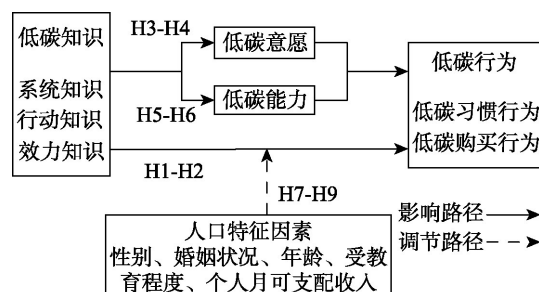 低碳知识
系统知识
行动知识
效力知识
H3-H4
H5-H6
低碳意愿
低碳能力
H1-H2
低碳行为
低碳习惯行为
低碳购买行为
H7-H9
人口特征因素
性别、婚姻状况、年龄、受教
育程度、个人月可支配收入
影响路径
调节路径